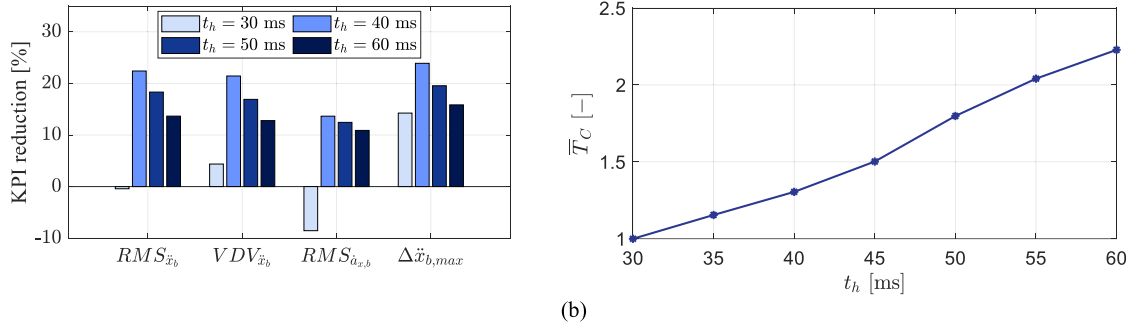 KPI reduction [%]
30
20
10
0
-10
t_h = 30 ms
t_h = 40 ms
t_h = 50 ms
t_h = 60 ms
RMS_{ẍ_b}
VDV_{ẍ_b}
RMS_{ȧ_{x,b}}
Δẍ_{b,max}
T̅_C [−]
2.5
2
1.5
1
30
35
40
45
50
55
60
t_h [ms]
(b)